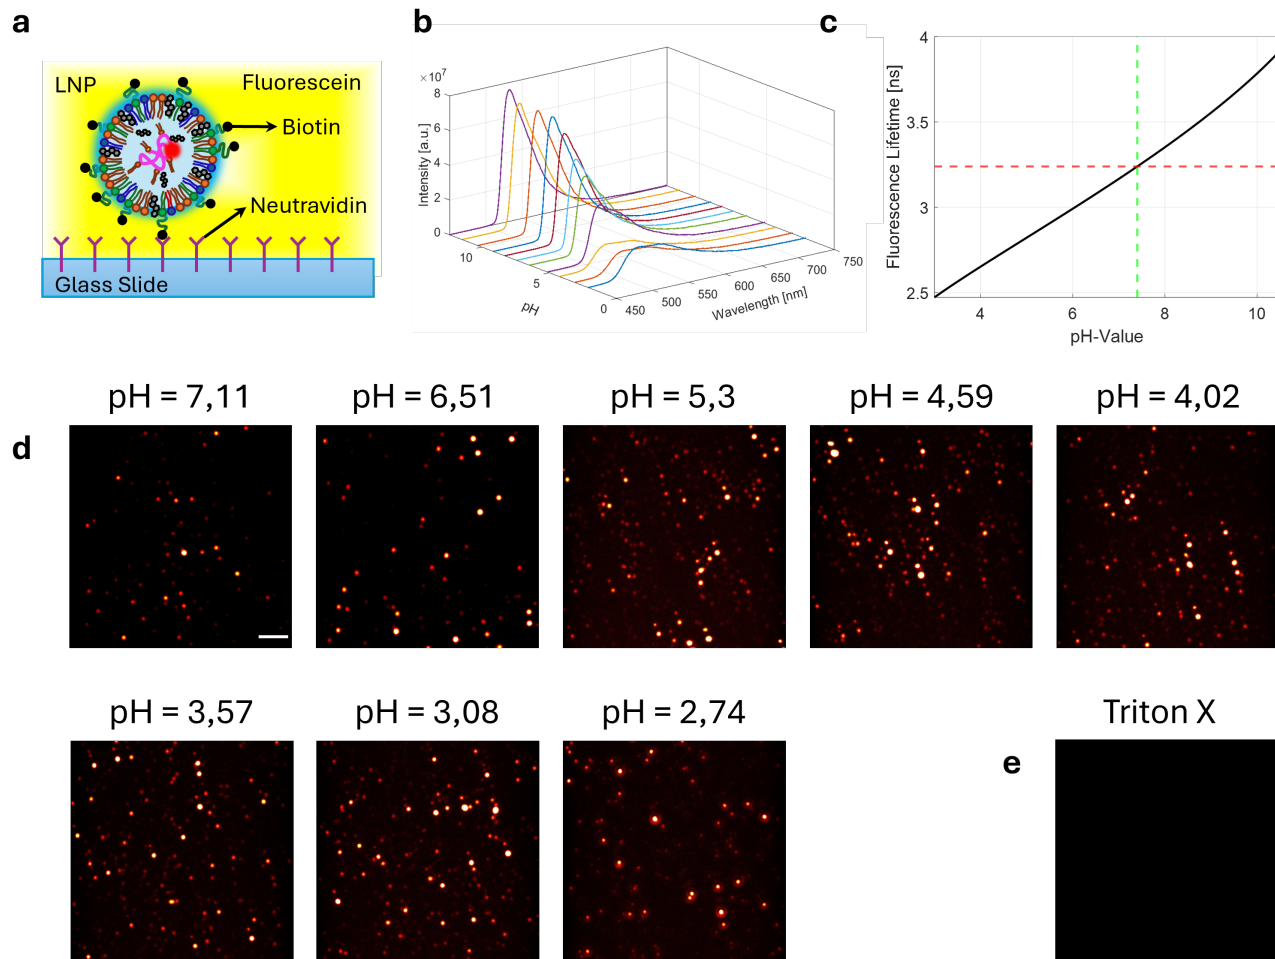 a
LNP
Fluorescein
Biotin
Neutravidin
Glass Slide
b
×10⁷
8
6
4
2
0
Intensity [a.u.]
10
5
0
pH
450
500
550
600
650
700
750
Wavelength [nm]
c
4
3.5
3
2.5
Fluorescence Lifetime [ns]
4 6 8 10
pH-Value
d
pH = 7,11
pH = 6,51
pH = 5,3
pH = 4,59
pH = 4,02
pH = 3,57
pH = 3,08
pH = 2,74
e
Triton X